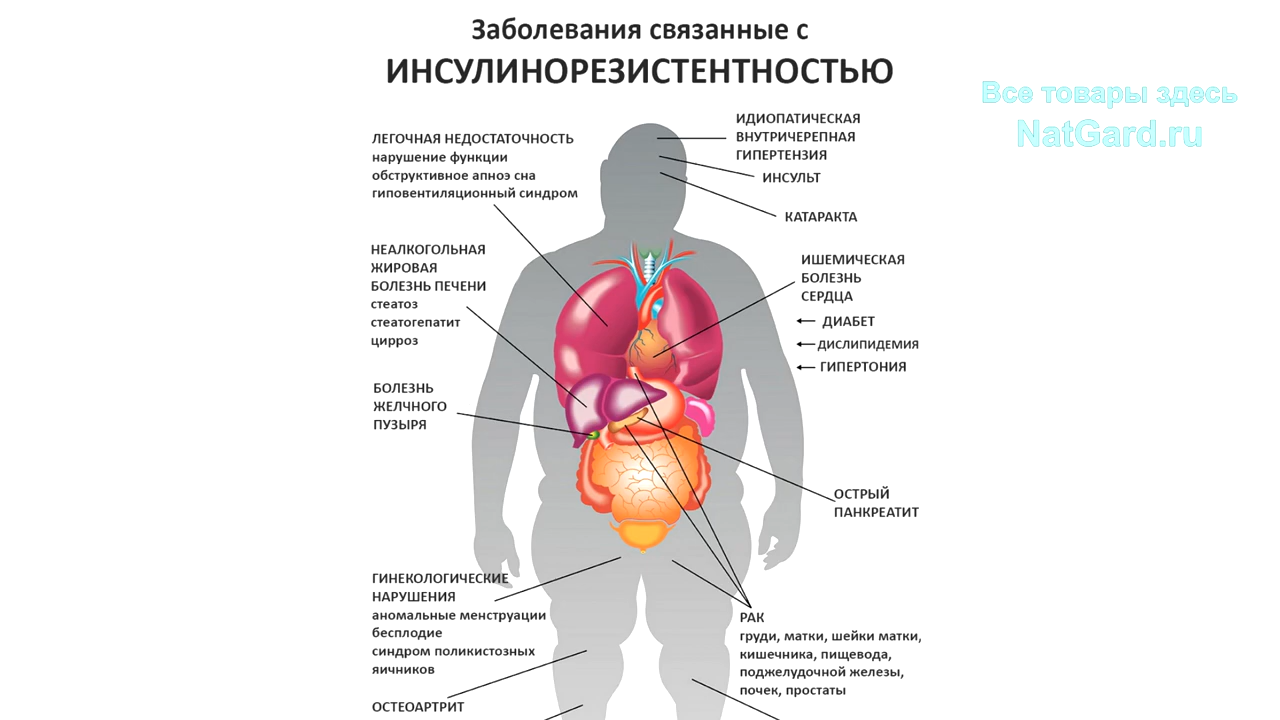 Заболевания связанные с
ИНСУЛИНОРЕЗИСТЕНТНОСТЬЮ
Все товары здесь
NatGard.ru
ЛЕГОЧНАЯ НЕДОСТАТОЧНОСТЬ
нарушение функции
обструктивное апноэ сна
гиповентиляционный синдром
ИДИОПАТИЧЕСКАЯ
ВНУТРИЧЕРЕПНАЯ
ГИПЕРТЕНЗИЯ
ИНСУЛЬТ
КАТАРАКТА
НЕАЛКОГОЛЬНАЯ
ЖИРОВАЯ
БОЛЕЗНЬ ПЕЧЕНИ
стеатоз
стеатогепатит
цирроз
ИШЕМИЧЕСКАЯ
БОЛЕЗНЬ
СЕРДЦА
ДИАБЕТ
ДИСЛИПИДЕМИЯ
ГИПЕРТОНИЯ
БОЛЕЗНЬ
ЖЕЛЧНОГО
ПУЗЫРЯ
ОСТРЫЙ
ПАНКРЕАТИТ
ГИНЕКОЛОГИЧЕСКИЕ
НАРУШЕНИЯ
аномальные менструации
бесплодие
синдром поликистозных
яичников
РАК
груди, матки, шейки матки,
кишечника, пищевода,
поджелудочной железы,
почек, простаты
ОСТЕОАРТРИТ